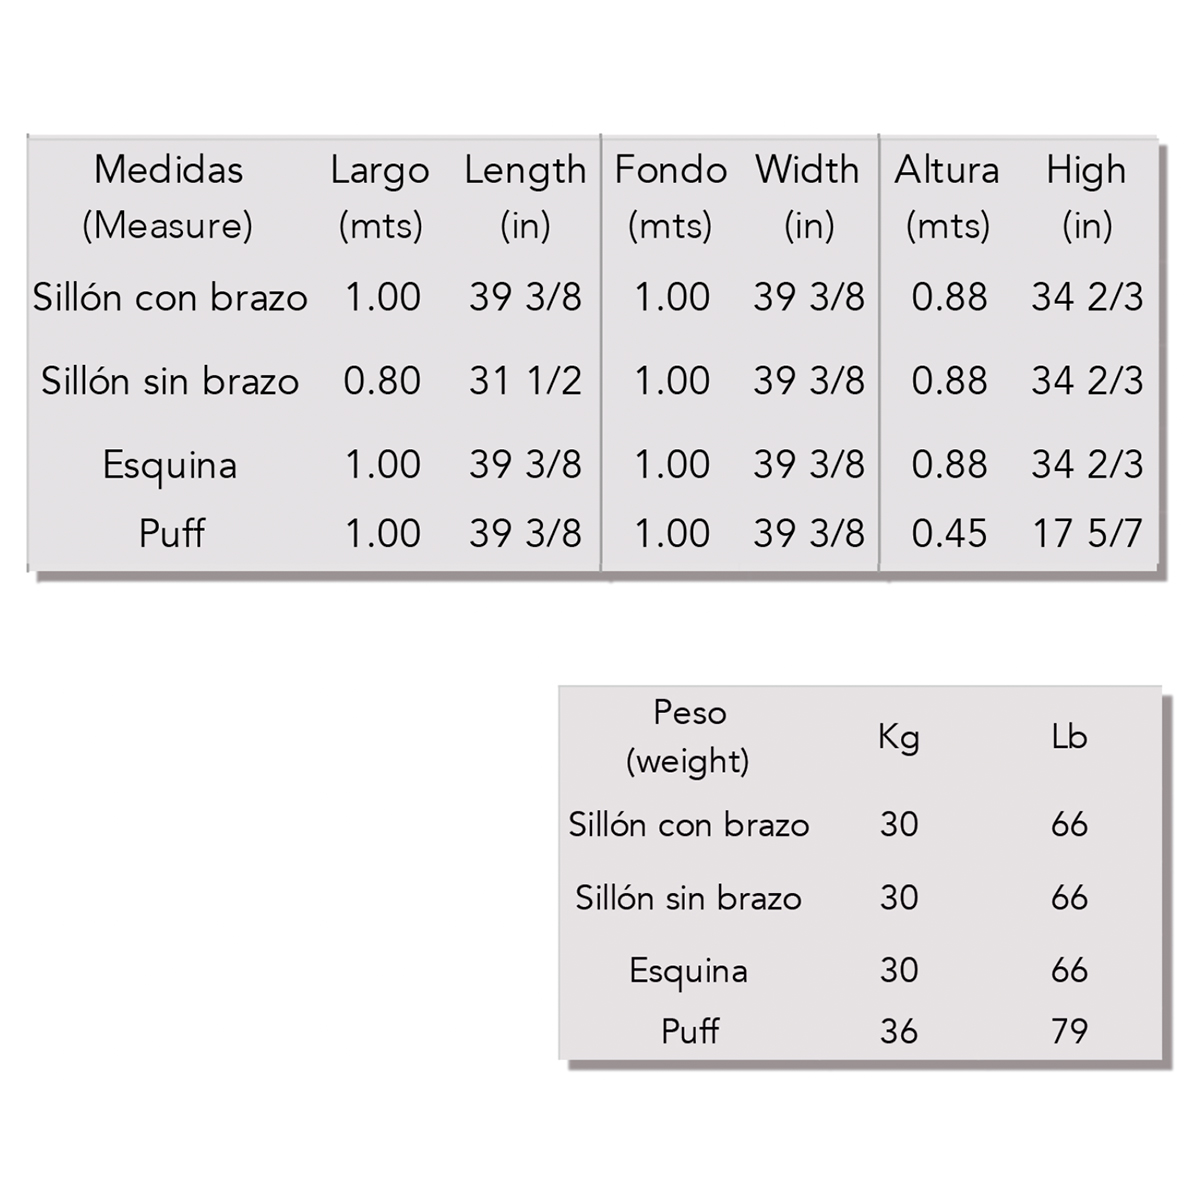 Medidas Largo Length Fondo Width Altura High
(Measure) (mts) (in) (mts) (in) (mts) (in)
Sillón con brazo 1.00 39 3/8 1.00 39 3/8 0.88 34 2/3
Sillón sin brazo 0.80 31 1/2 1.00 39 3/8 0.88 34 2/3
Esquina 1.00 39 3/8 1.00 39 3/8 0.88 34 2/3
Puff 1.00 39 3/8 1.00 39 3/8 0.45 17 5/7
Peso
(weight) Kg Lb
Sillón con brazo 30 66
Sillón sin brazo 30 66
Esquina 30 66
Puff 36 79